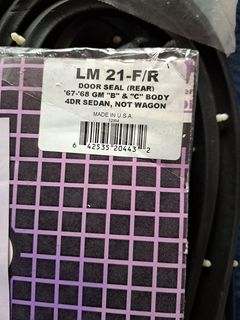 LM 21-F/R
DOOR SEAL (REAR)
'67-'68 GM "B" & "C" BODY
4DR SEDAN, NOT WAGON
MADE IN U.S.A
6 42535 20443 2